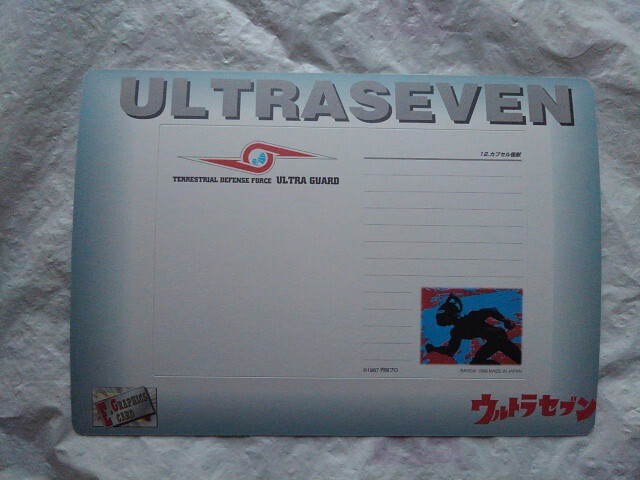 ULTRASEVEN
TERRESTRIAL DEFENSE FORCE ULTRA GUARD
12.カプセル怪獣
©1967 円谷プロ
BANDAI 1998 MADE IN JAPAN
E. GRAPHICS
CARD
ウルトラセブン